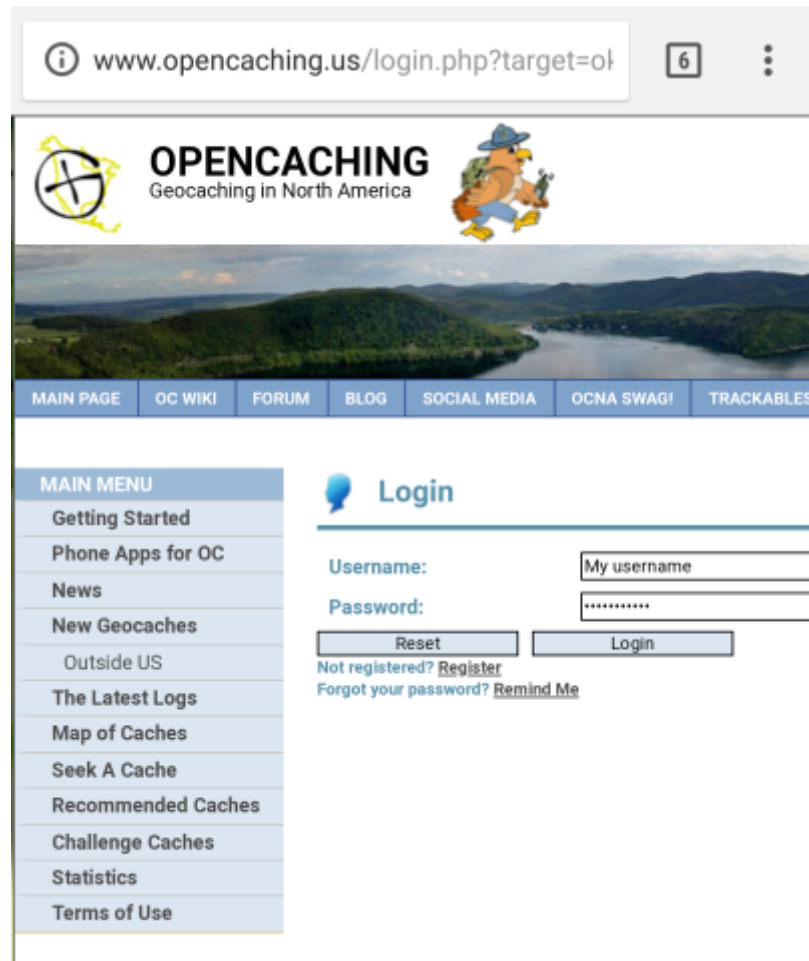 www.opencaching.us/login.php?target=ok
6
OPENCACHING
Geocaching in North America
MAIN PAGE OC WIKI FORUM BLOG SOCIAL MEDIA OCNA SWAG! TRACKABLES
MAIN MENU
Getting Started
Phone Apps for OC
News
New Geocaches
Outside US
The Latest Logs
Map of Caches
Seek A Cache
Recommended Caches
Challenge Caches
Statistics
Terms of Use
Login
Username: My username
Password: •••••••••••
Reset Login
Not registered? Register
Forgot your password? Remind Me